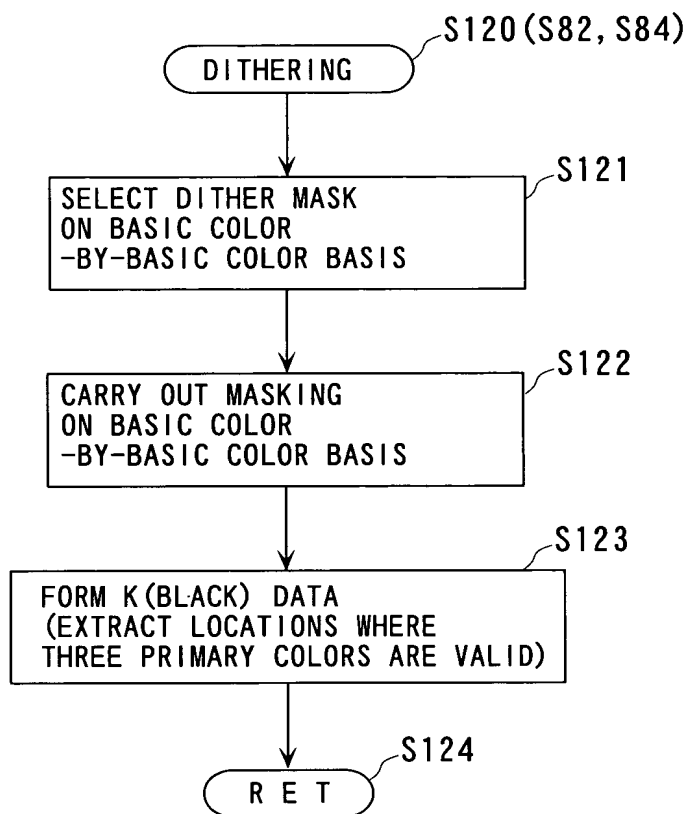 S120(S82, S84)
DITHERING
S121
SELECT DITHER MASK
ON BASIC COLOR
-BY-BASIC COLOR BASIS
S122
CARRY OUT MASKING
ON BASIC COLOR
-BY-BASIC COLOR BASIS
S123
FORM K(BLACK) DATA
(EXTRACT LOCATIONS WHERE
THREE PRIMARY COLORS ARE VALID)
S124
RET